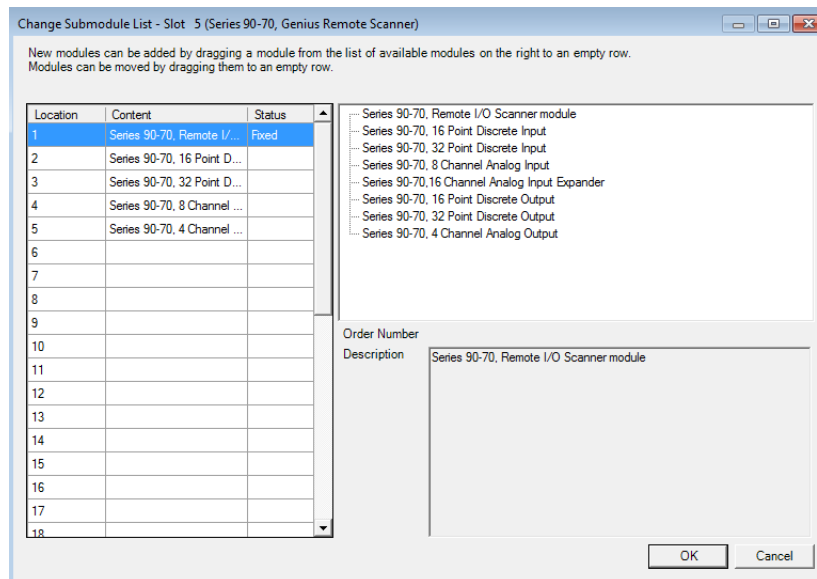 Change Submodule List - Slot 5 (Series 90-70, Genius Remote Scanner)
New modules can be added by dragging a module from the list of available modules on the right to an empty row.
Modules can be moved by dragging them to an empty row.
Location Content Status
1 Series 90-70, Remote I/... Fixed
2 Series 90-70, 16 Point D...
3 Series 90-70, 32 Point D...
4 Series 90-70, 8 Channel ...
5 Series 90-70, 4 Channel ...
6
7
8
9
10
11
12
13
14
15
16
17
18
Series 90-70, Remote I/O Scanner module
Series 90-70, 16 Point Discrete Input
Series 90-70, 32 Point Discrete Input
Series 90-70, 8 Channel Analog Input
Series 90-70,16 Channel Analog Input Expander
Series 90-70, 16 Point Discrete Output
Series 90-70, 32 Point Discrete Output
Series 90-70, 4 Channel Analog Output
Order Number
Description Series 90-70, Remote I/O Scanner module
OK Cancel